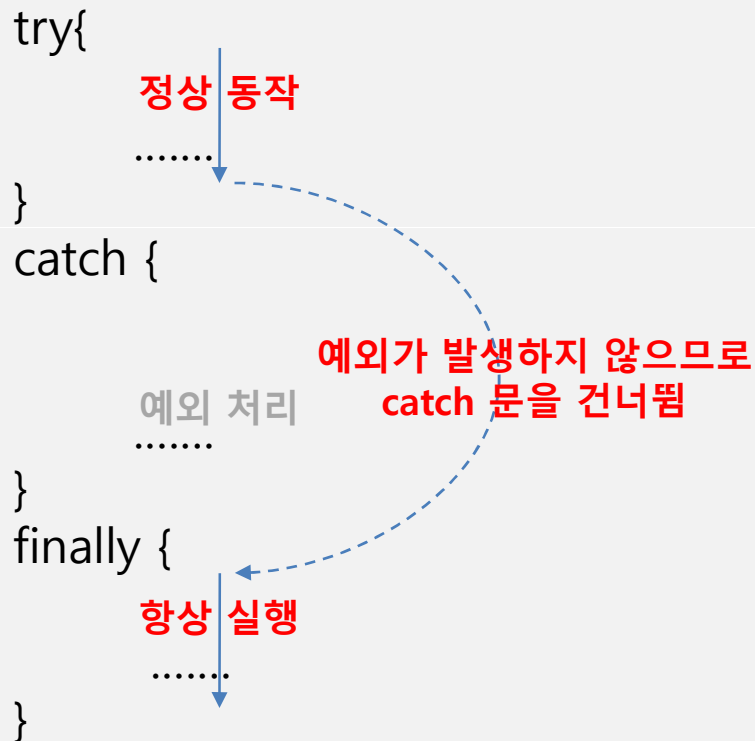 try{
정상 동작
.......
}
catch {
예외가 발생하지 않으므로
catch 문을 건너뜀
예외 처리
.......
}
finally {
항상 실행
.......
}